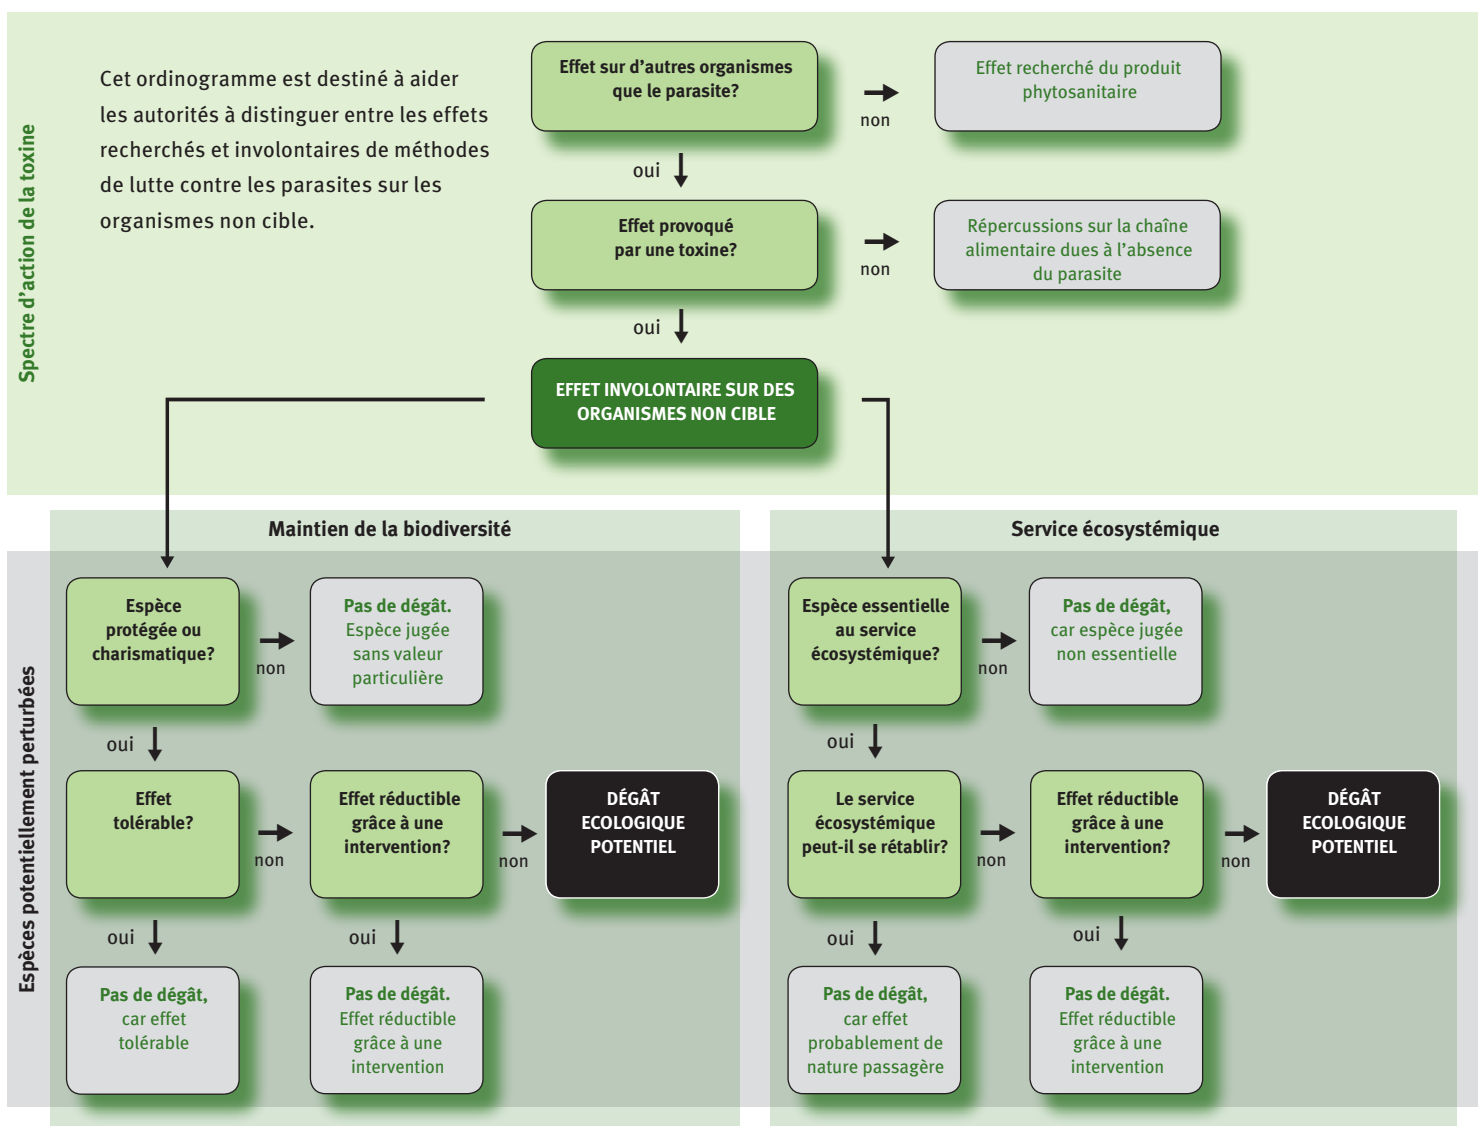 Spectre d'action de la toxine
Cet ordinogramme est destiné à aider
les autorités à distinguer entre les effets
recherchés et involontaires de méthodes
de lutte contre les parasites sur les
organismes non cible.
Effet sur d'autres organismes
que le parasite?
non
Effet recherché du produit
phytosanitaire
oui
Effet provoqué
par une toxine?
non
Répercussions sur la chaîne
alimentaire dues à l'absence
du parasite
oui
EFFET INVOLONTAIRE SUR DES
ORGANISMES NON CIBLE
Espèces potentiellement perturbées
Maintien de la biodiversité
Espèce
protégée ou
charismatique?
non
Pas de dégât.
Espèce jugée
sans valeur
particulière
oui
Effet
tolérable?
non
Effet réductible
grâce à une
intervention?
non
DÉGÂT
ECOLOGIQUE
POTENTIEL
oui
oui
Pas de dégât,
car effet
tolérable
Pas de dégât.
Effet réductible
grâce à une
intervention
Service écosystémique
Espèce essentielle
au service
écosystémique?
non
Pas de dégât,
car espèce jugée
non essentielle
oui
Le service
écosystémique
peut-il se rétablir?
non
Effet réductible
grâce à une
intervention?
non
DÉGÂT
ECOLOGIQUE
POTENTIEL
oui
oui
Pas de dégât,
car effet
probablement de
nature passagère
Pas de dégât.
Effet réductible
grâce à une
intervention